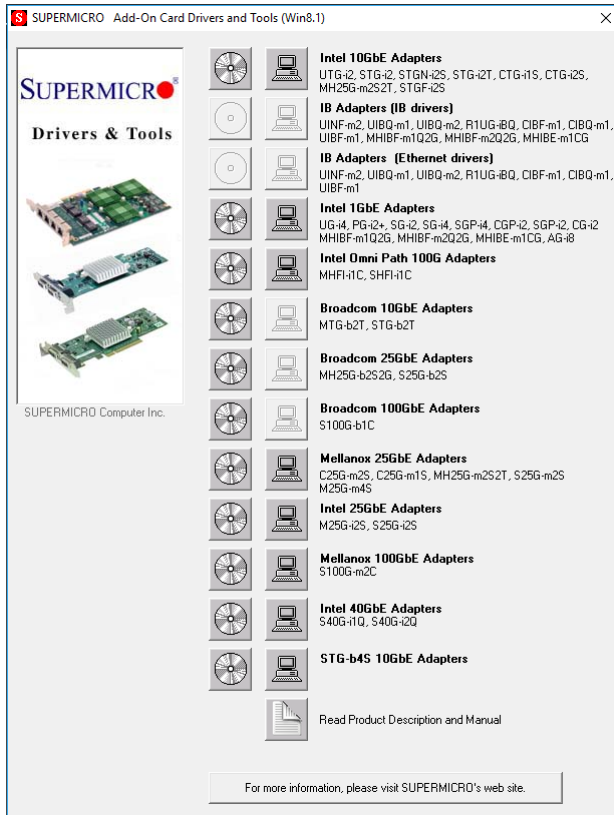 SUPERMICRO Add-On Card Drivers and Tools (Win8.1)
SUPERMICRO®
Drivers & Tools
SUPERMICRO Computer Inc.
Intel 10GbE Adapters
UTG-i2, STG-i2, STGN-i2S, STG-i2T, CTG-i1S, CTG-i2S,
MH25G-m2S2T, STGF-i2S
IB Adapters (IB drivers)
UINF-m2, UIBQ-m1, UIBQ-m2, R1UG-iBQ, CIBF-m1, CIBQ-m1,
UIBF-m1, MHIBF-m1Q2G, MHIBF-m2Q2G, MHIBE-m1CG
IB Adapters (Ethernet drivers)
UINF-m2, UIBQ-m1, UIBQ-m2, R1UG-iBQ, CIBF-m1, CIBQ-m1,
UIBF-m1
Intel 1GbE Adapters
UG-i4, PG-i2+, SG-i2, SG-i4, SGP-i4, CGP-i2, SGP-i2, CG-i2
MHIBF-m1Q2G, MHIBF-m2Q2G, MHIBE-m1CG, AG-i8
Intel Omni Path 100G Adapters
MHFI-i1C, SHFI-i1C
Broadcom 10GbE Adapters
MTG-b2T, STG-b2T
Broadcom 25GbE Adapters
MH25G-b2S2G, S25G-b2S
Broadcom 100GbE Adapters
S100G-b1C
Mellanox 25GbE Adapters
C25G-m2S, C25G-m1S, MH25G-m2S2T, S25G-m2S
M25G-m4S
Intel 25GbE Adapters
M25G-i2S, S25G-i2S
Mellanox 100GbE Adapters
S100G-m2C
Intel 40GbE Adapters
S40G-i1Q, S40G-i2Q
STG-b4S 10GbE Adapters
Read Product Description and Manual
For more information, please visit SUPERMICRO's web site.